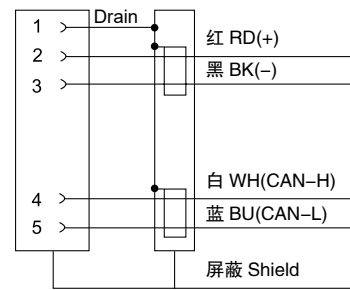 Drain
1
红 RD(+)
2
黑 BK(−)
3
白 WH(CAN−H)
4
蓝 BU(CAN−L)
5
屏蔽 Shield